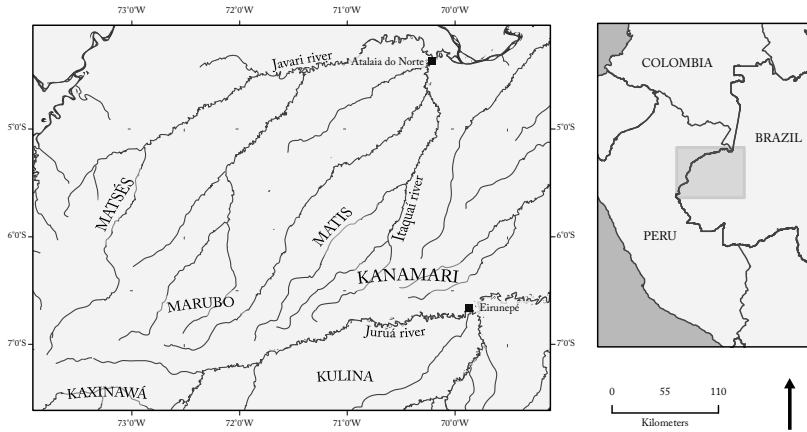 73°0'W 72°0'W 71°0'W 70°0'W
Javari river
Atalaia do Norte
5°0'S 5°0'S
MATSÉS
MATIS
Itaquaí river
6°0'S 6°0'S
KANAMARI
MARUBO
Eirunepé
Juruá river
7°0'S 7°0'S
KULINA
KAXINAWÁ
73°0'W 72°0'W 71°0'W 70°0'W
COLOMBIA
BRAZIL
PERU
0 55 110
Kilometers